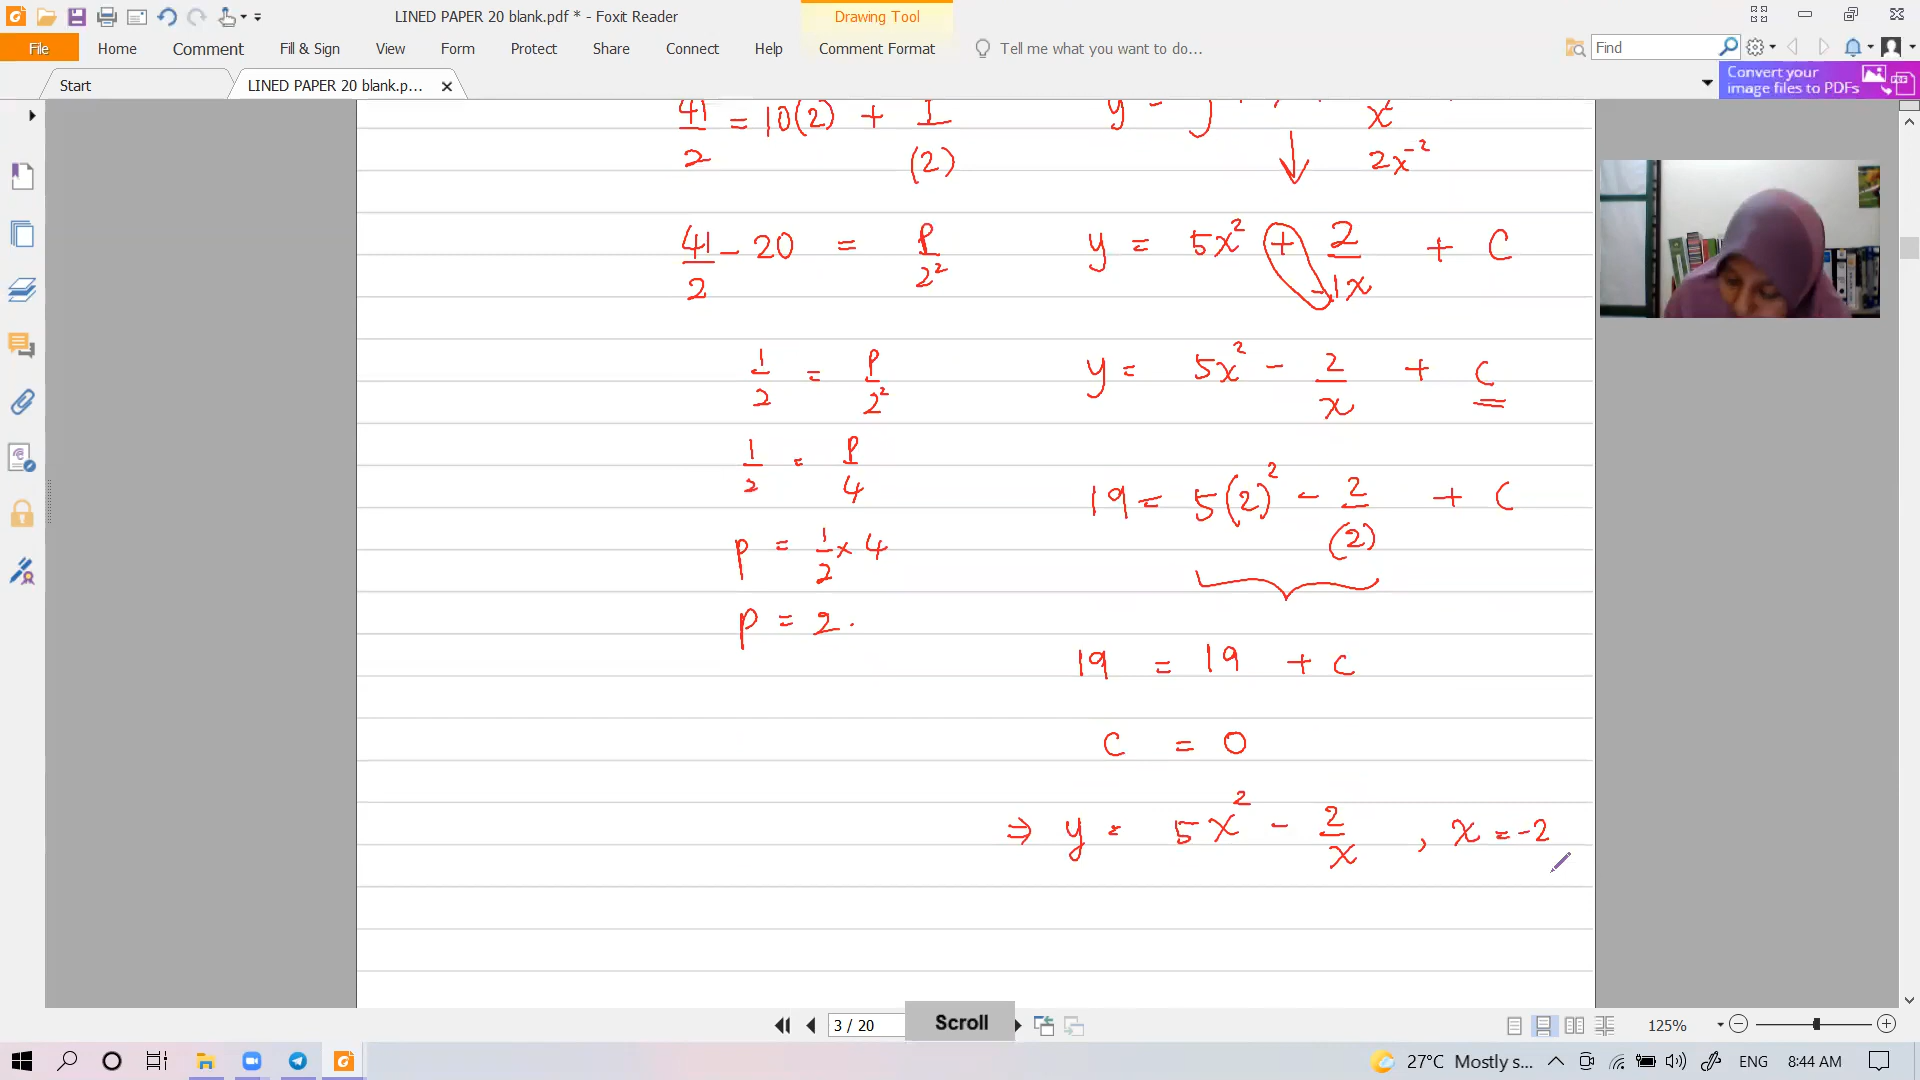 LINED PAPER 20 blank.pdf * - Foxit Reader
Drawing Tool
File Home Comment Fill & Sign View Form Protect Share Connect Help Comment Format Tell me what you want to do... Find
Start LINED PAPER 20 blank.p... Convert your
image files to PDFs
41/2 = 10(2) + /(2)
2x⁻²
41/2 - 20 = P/2²
y = 5x² + 2/-1x + C
1/2 = P/2²
y = 5x² - 2/x + C
1/2 = P/4
19 = 5(2)² - 2/(2) + C
P = 1/2 x 4
P = 2.
19 = 19 + C
C = 0
⇒ y = 5x² - 2/x , x = -2
3 / 20 Scroll 125%
27°C Mostly s... ENG 8:44 AM